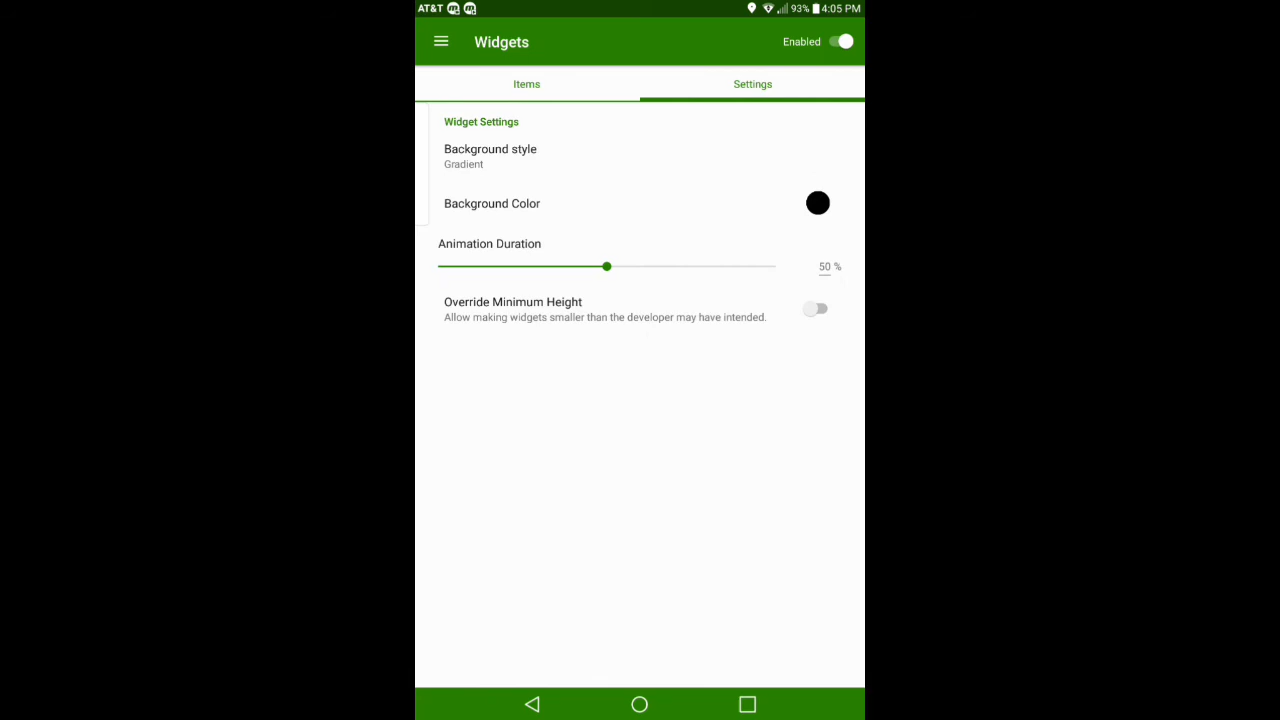 AT&T 93% 4:05 PM
Widgets Enabled
Items Settings
Widget Settings
Background style
Gradient
Background Color
Animation Duration
50 %
Override Minimum Height
Allow making widgets smaller than the developer may have intended.